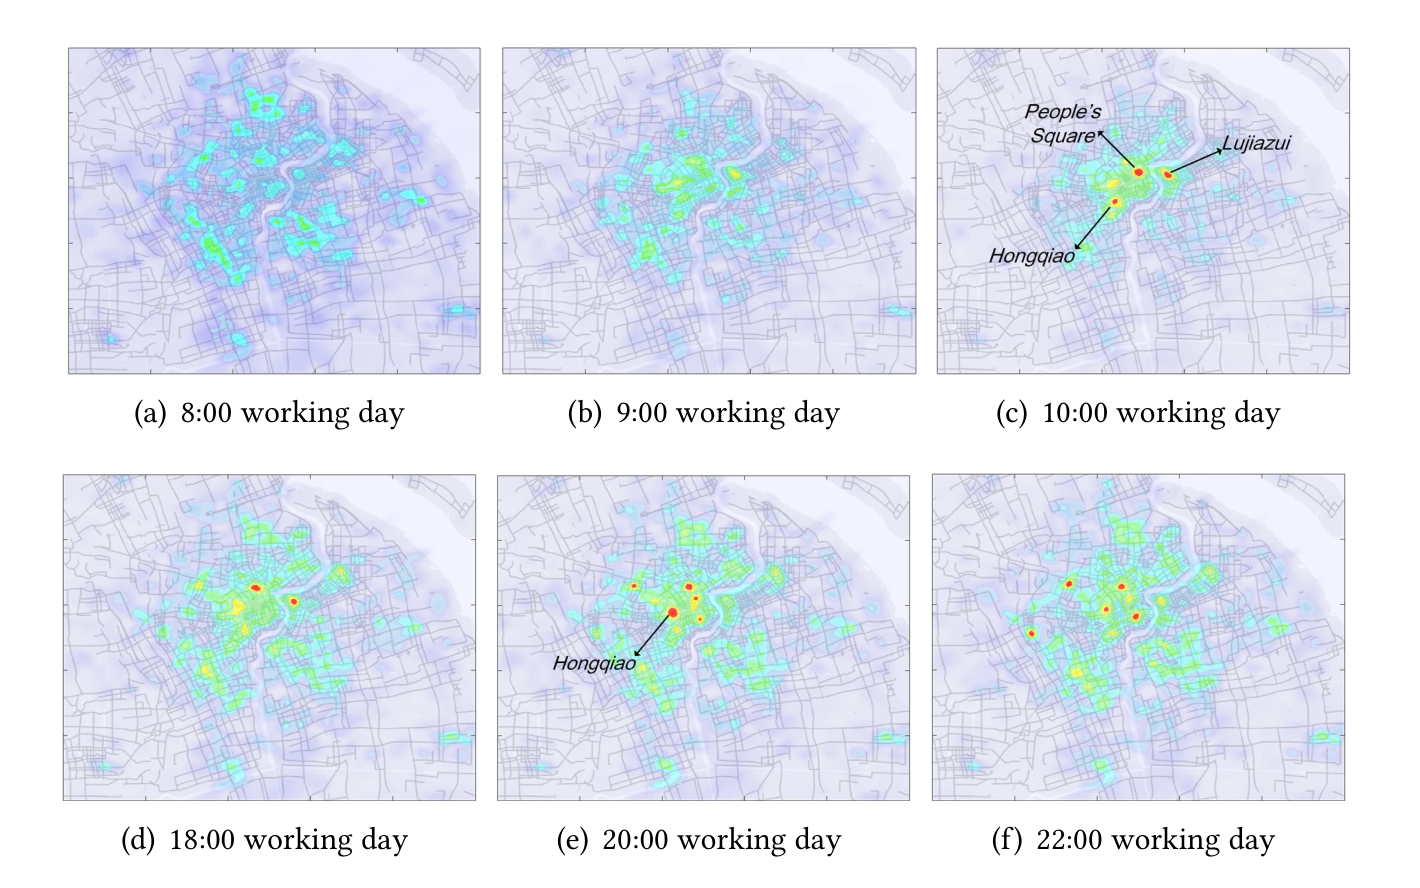 People's
Square
Lujiazui
Hongqiao
(a) 8:00 working day
(b) 9:00 working day
(c) 10:00 working day
Hongqiao
(d) 18:00 working day
(e) 20:00 working day
(f) 22:00 working day